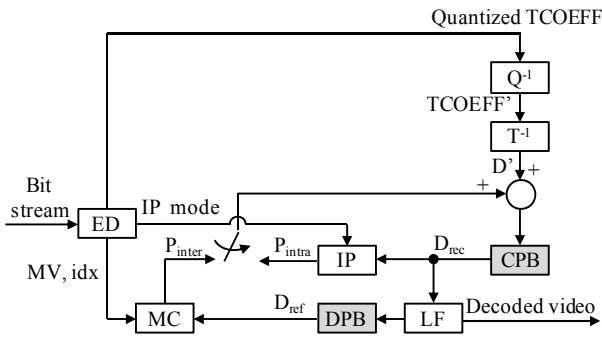 Quantized TCOEFF
Q-1
TCOEFF’
T-1
D’
+
+
Bit
stream
ED
IP mode
Pinter
Pintra
IP
Drec
CPB
MV, idx
MC
Dref
DPB
LF
Decoded video